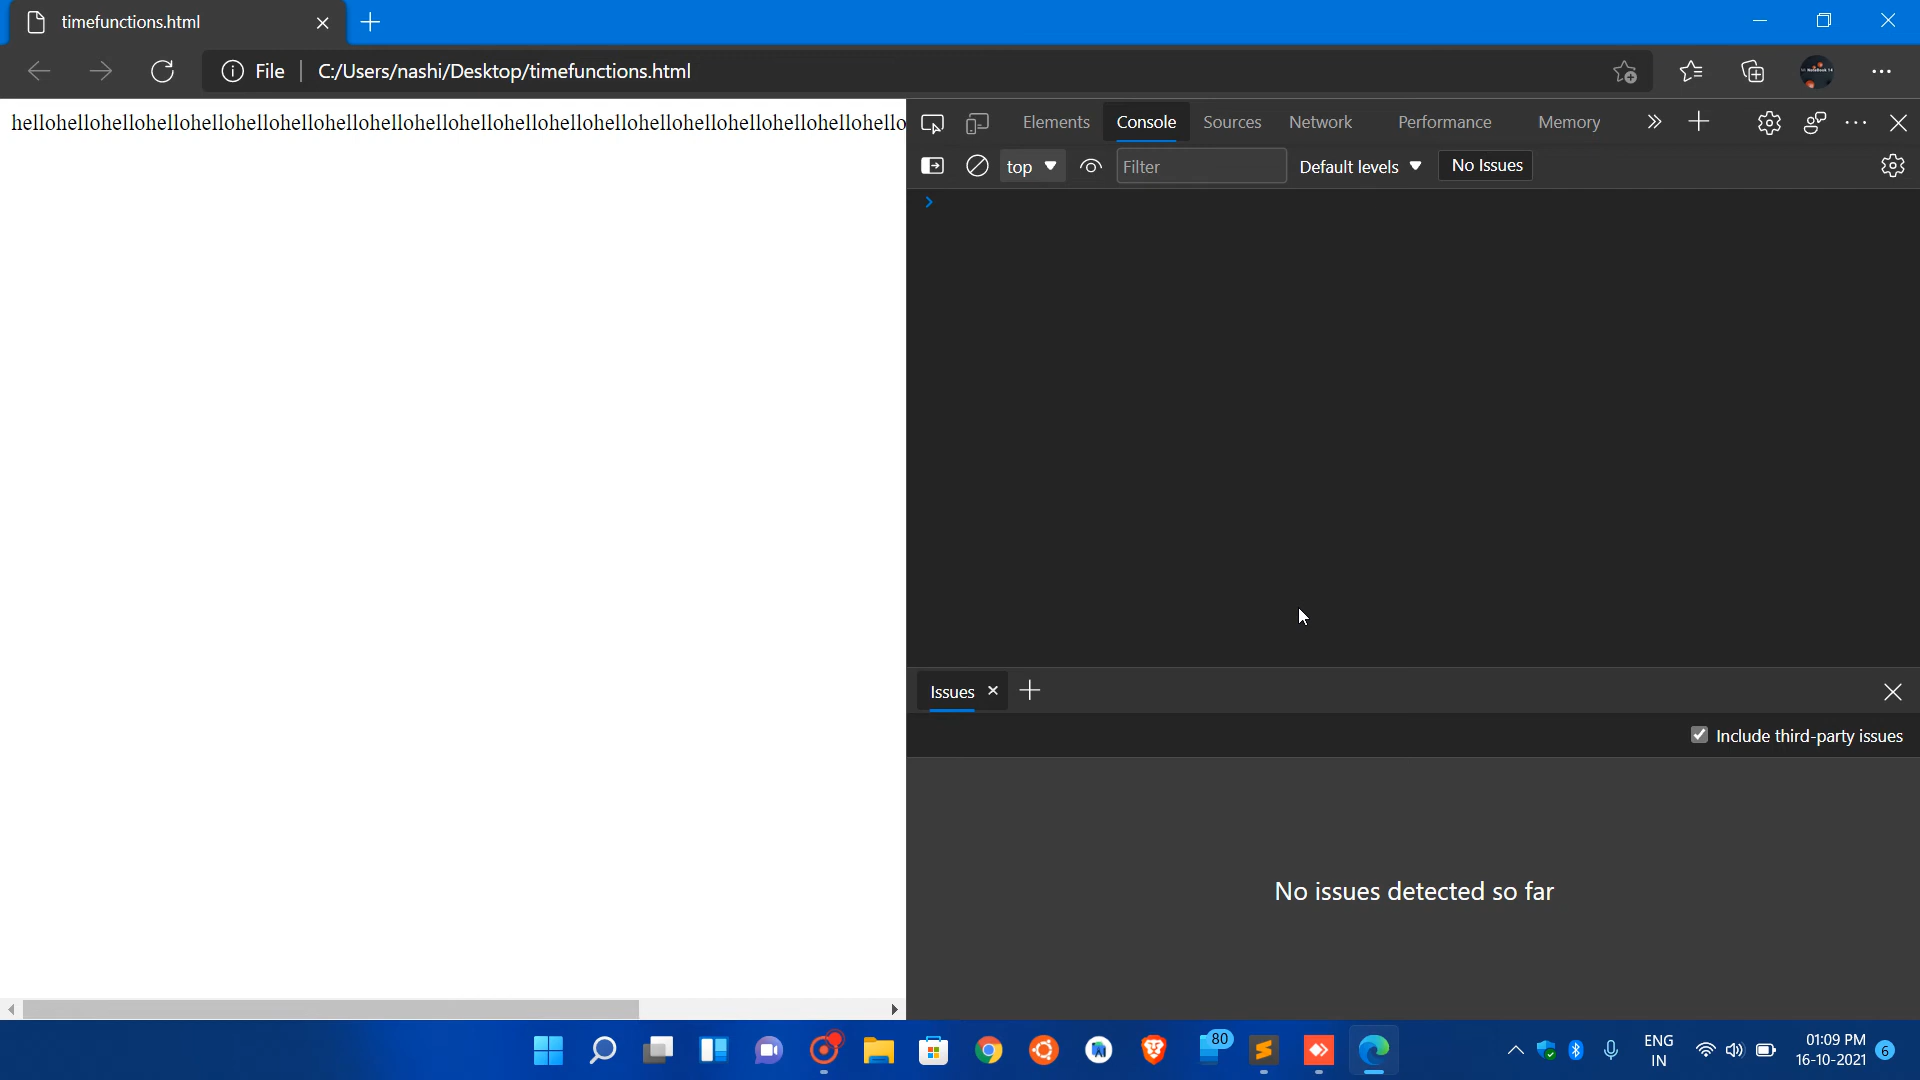 timefunctions.html
File
C:/Users/nashi/Desktop/timefunctions.html
hellohellohellohellohellohellohellohellohellohellohellohellohellohellohellohellohellohellohellohello
Elements Console Sources Network Performance Memory
top Filter Default levels No Issues
Issues
Include third-party issues
No issues detected so far
80
ENG
IN
01:09 PM
16-10-2021
6